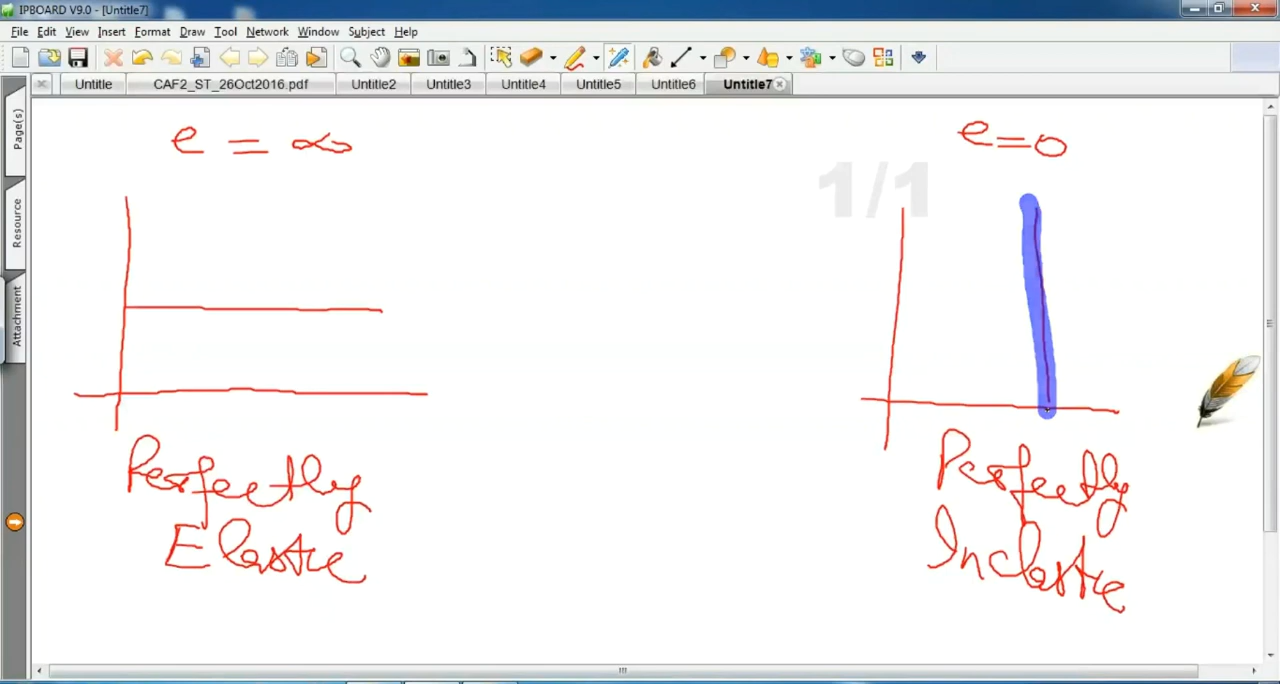 IPBOARD V9.0 - [Untitle7]
File Edit View Insert Format Draw Tool Network Window Subject Help
Untitle CAF2_ST_26Oct2016.pdf Untitle2 Untitle3 Untitle4 Untitle5 Untitle6 Untitle7
Page(s)
Resource
Attachment
e = ∞
e = 0
1/1
Perfectly
Elastic
Perfectly
Inelastic